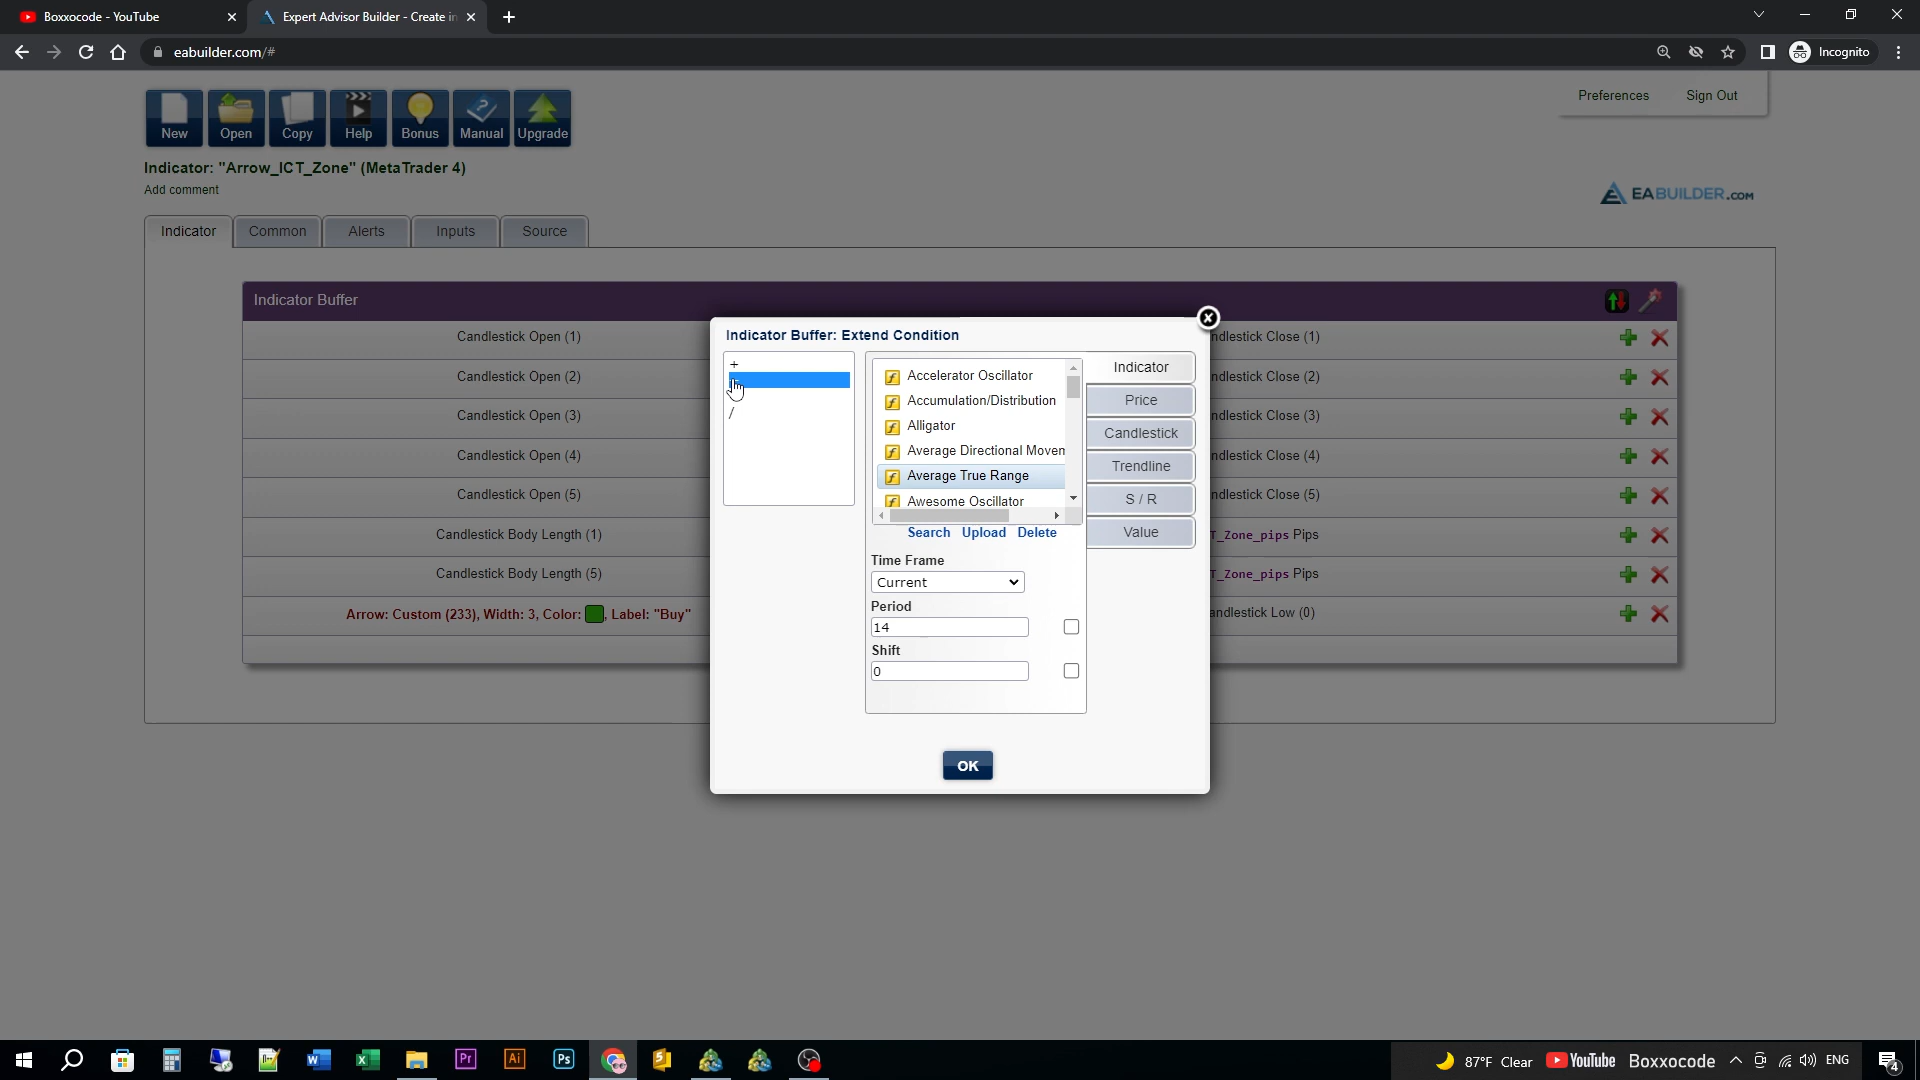 Boxxocode - YouTube
Expert Advisor Builder - Create in
eabuilder.com/#
Incognito
New
Open
Copy
Help
Bonus
Manual
Upgrade
Preferences
Sign Out
Indicator: "Arrow_ICT_Zone" (MetaTrader 4)
Add comment
EABUILDER.COM
Indicator
Common
Alerts
Inputs
Source
Indicator Buffer
Candlestick Open (1)
ndlestick Close (1)
Candlestick Open (2)
ndlestick Close (2)
Candlestick Open (3)
ndlestick Close (3)
Candlestick Open (4)
ndlestick Close (4)
Candlestick Open (5)
ndlestick Close (5)
Candlestick Body Length (1)
T_Zone_pips Pips
Candlestick Body Length (5)
T_Zone_pips Pips
Arrow: Custom (233), Width: 3, Color: , Label: "Buy"
andlestick Low (0)
Indicator Buffer: Extend Condition
+
/
Accelerator Oscillator
Accumulation/Distribution
Alligator
Average Directional Movem
Average True Range
Awesome Oscillator
Search Upload Delete
Indicator
Price
Candlestick
Trendline
S / R
Value
Time Frame
Current
Period
14
Shift
0
OK
87°F Clear
YouTube
Boxxocode
ENG
4